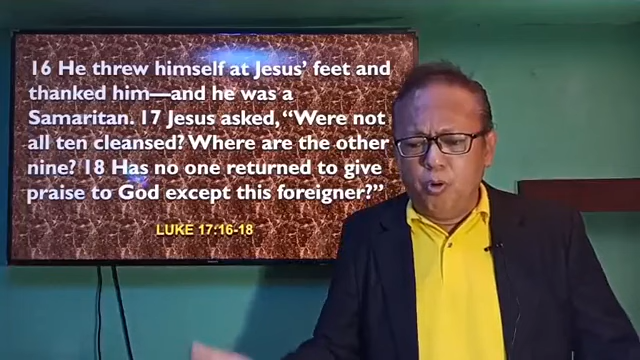 16 He threw himself at Jesus’ feet and
thanked him—and he was a
Samaritan. 17 Jesus asked, “Were not
all ten cleansed? Where are the other
nine? 18 Has no one returned to give
praise to God except this foreigner?”
LUKE 17:16-18